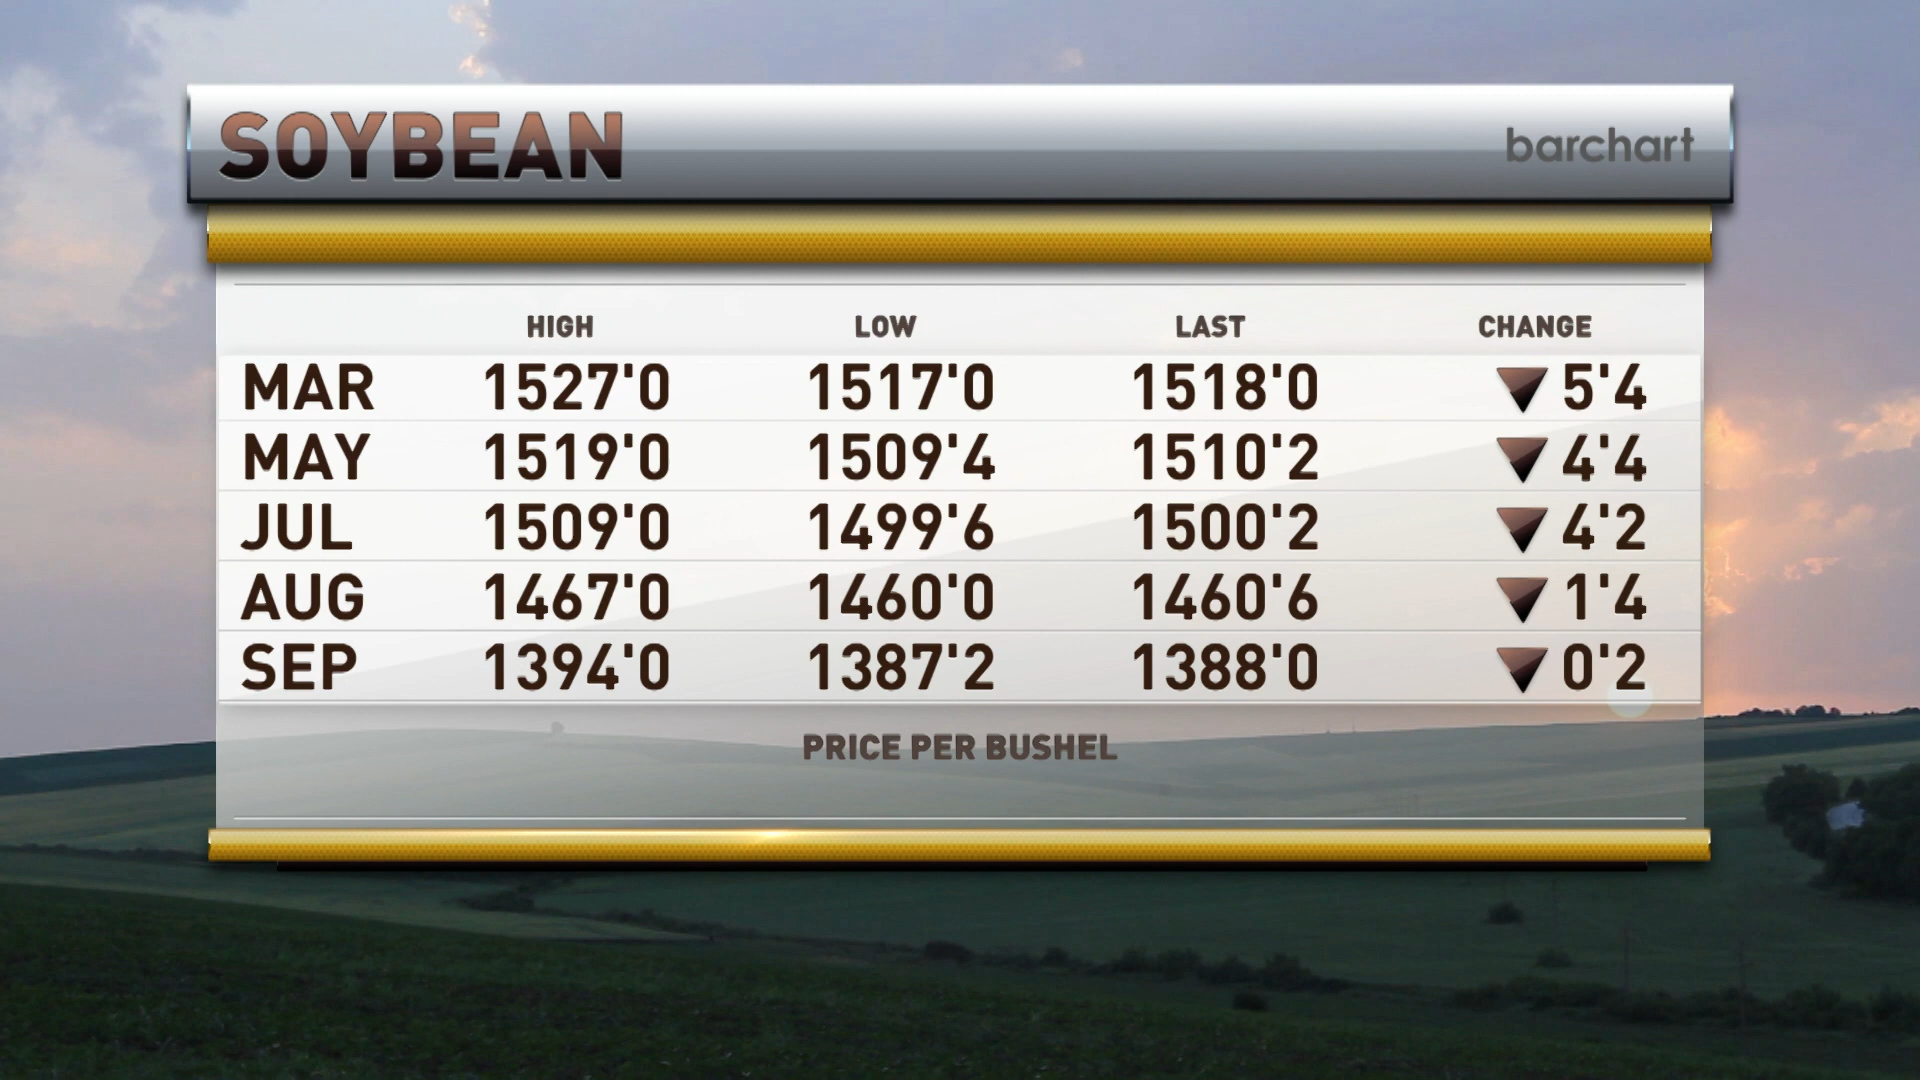 SOYBEAN barchart
HIGH LOW LAST CHANGE
MAR 1527'0 1517'0 1518'0 ▼ 5'4
MAY 1519'0 1509'4 1510'2 ▼ 4'4
JUL 1509'0 1499'6 1500'2 ▼ 4'2
AUG 1467'0 1460'0 1460'6 ▼ 1'4
SEP 1394'0 1387'2 1388'0 ▼ 0'2
PRICE PER BUSHEL